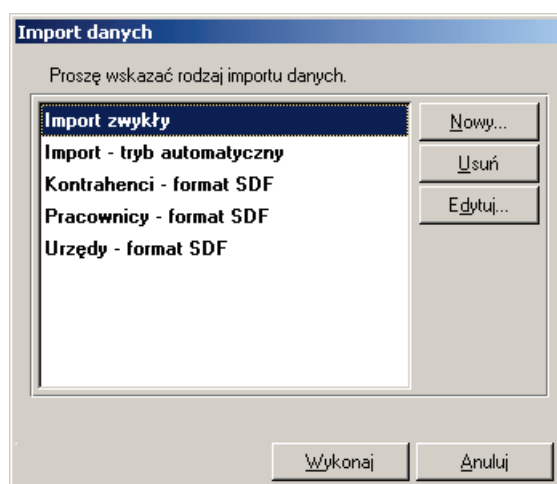 Import danych
Proszę wskazać rodzaj importu danych.
Import zwykły
Import - tryb automatyczny
Kontrahenci - format SDF
Pracownicy - format SDF
Urzędy - format SDF
Nowy...
Usuń
Edytuj...
Wykonaj
Anuluj